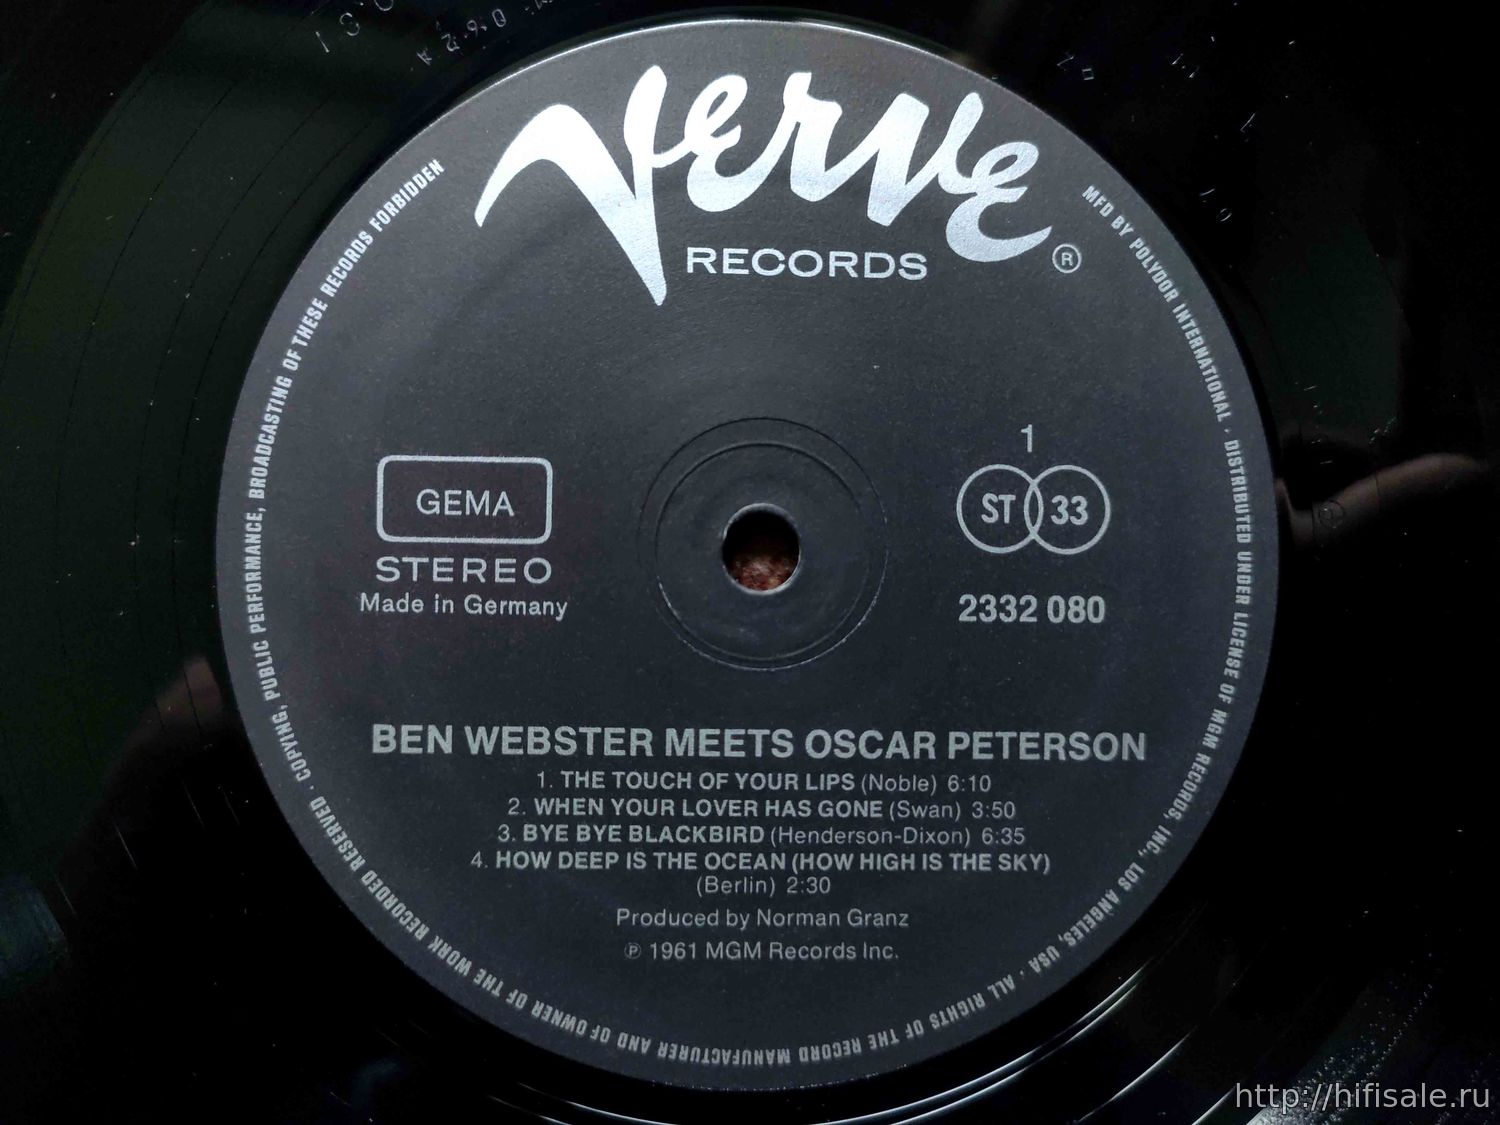 Verve
RECORDS
®
COPYING, PUBLIC PERFORMANCE, BROADCASTING OF THESE RECORDS FORBIDDEN
MFD BY POLYDOR INTERNATIONAL · DISTRIBUTED UNDER LICENSE OF MGM RECORDS, INC., LOS ANGELES, USA · ALL RIGHTS OF THE RECORD MANUFACTURER AND OF OWNER OF THE WORK RECORDED RESERVED ·
GEMA
STEREO
Made in Germany
1
ST 33
2332 080
BEN WEBSTER MEETS OSCAR PETERSON
1. THE TOUCH OF YOUR LIPS (Noble) 6:10
2. WHEN YOUR LOVER HAS GONE (Swan) 3:50
3. BYE BYE BLACKBIRD (Henderson-Dixon) 6:35
4. HOW DEEP IS THE OCEAN (HOW HIGH IS THE SKY)
(Berlin) 2:30
Produced by Norman Granz
℗ 1961 MGM Records Inc.
http://hifisale.ru